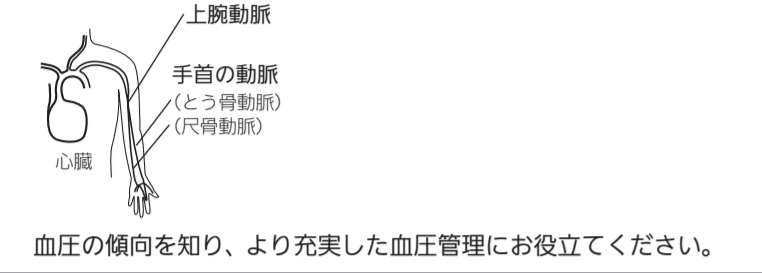 上腕動脈
手首の動脈
（とう骨動脈）
（尺骨動脈）
心臓
血圧の傾向を知り、より充実した血圧管理にお役立てください。